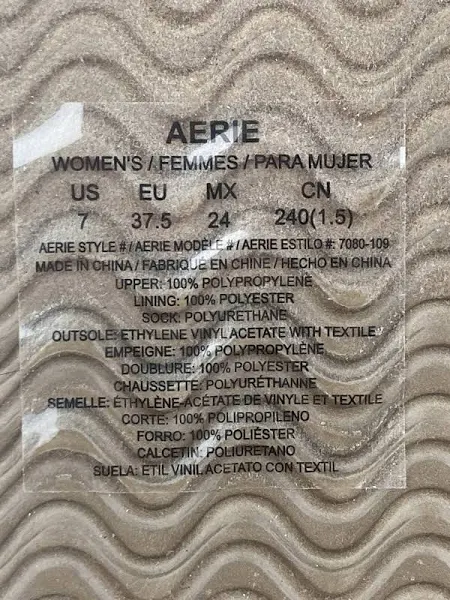 AERIE
WOMEN'S / FEMMES / PARA MUJER
US EU MX CN
7 37.5 24 240(1.5)
AERIE STYLE # / AERIE MODÈLE # / AERIE ESTILO #: 7080-109
MADE IN CHINA / FABRIQUÉ EN CHINE / HECHO EN CHINA
UPPER: 100% POLYPROPYLENE
LINING: 100% POLYESTER
SOCK: POLYURETHANE
OUTSOLE: ETHYLENE VINYL ACETATE WITH TEXTILE
EMPEIGNE: 100% POLYPROPYLÈNE
DOUBLURE: 100% POLYESTER
CHAUSSETTE: POLYURÉTHANNE
SEMELLE: ÉTHYLÈNE-ACÉTATE DE VINYLE ET TEXTILE
CORTE: 100% POLIPROPILENO
FORRO: 100% POLIÉSTER
CALCETIN: POLIURETANO
SUELA: ETIL VINIL ACETATO CON TEXTIL